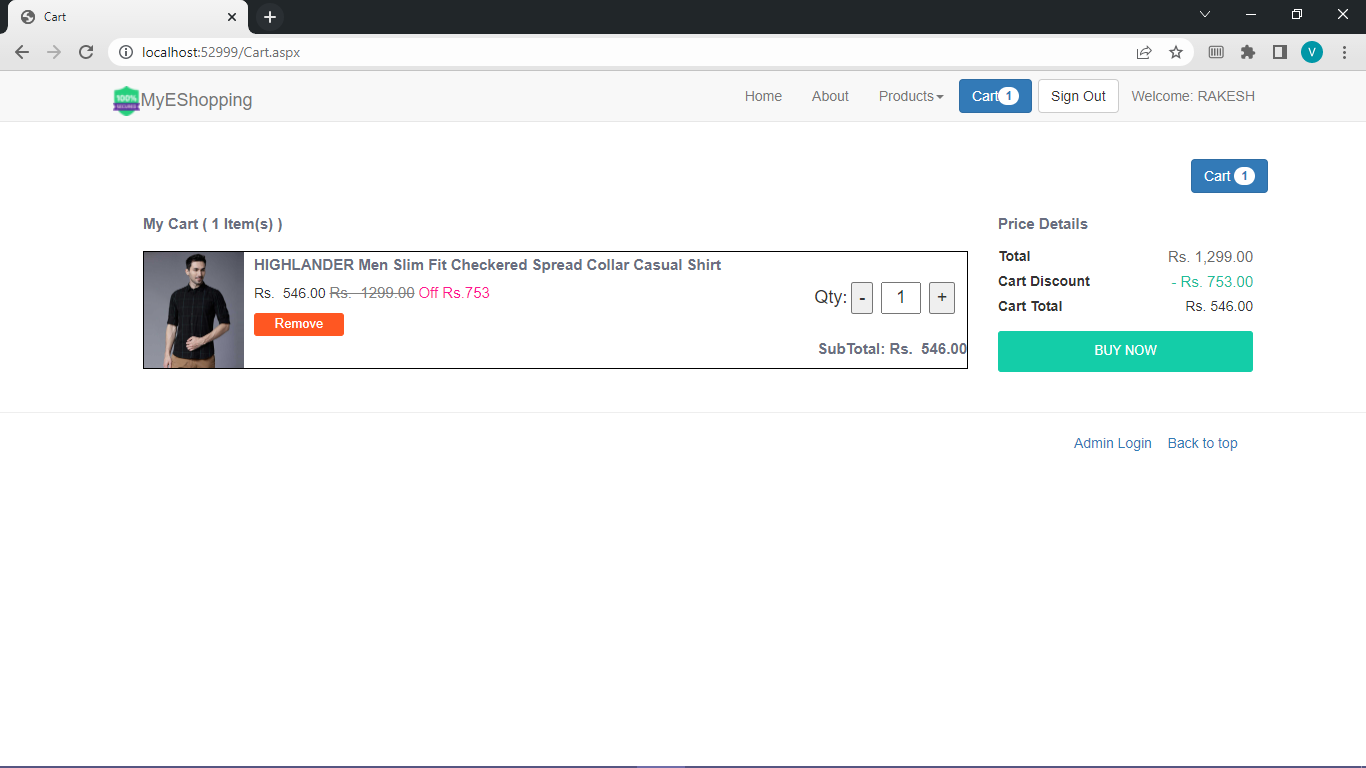 Cart
localhost:52999/Cart.aspx
V
100%
SECURED
MyEShopping
Home
About
Products
Cart 1
Sign Out
Welcome: RAKESH
Cart 1
My Cart ( 1 Item(s) )
HIGHLANDER Men Slim Fit Checkered Spread Collar Casual Shirt
Rs. 546.00 Rs. 1299.00 Off Rs.753
Remove
Qty: - 1 +
SubTotal: Rs. 546.00
Price Details
Total Rs. 1,299.00
Cart Discount - Rs. 753.00
Cart Total Rs. 546.00
BUY NOW
Admin Login Back to top